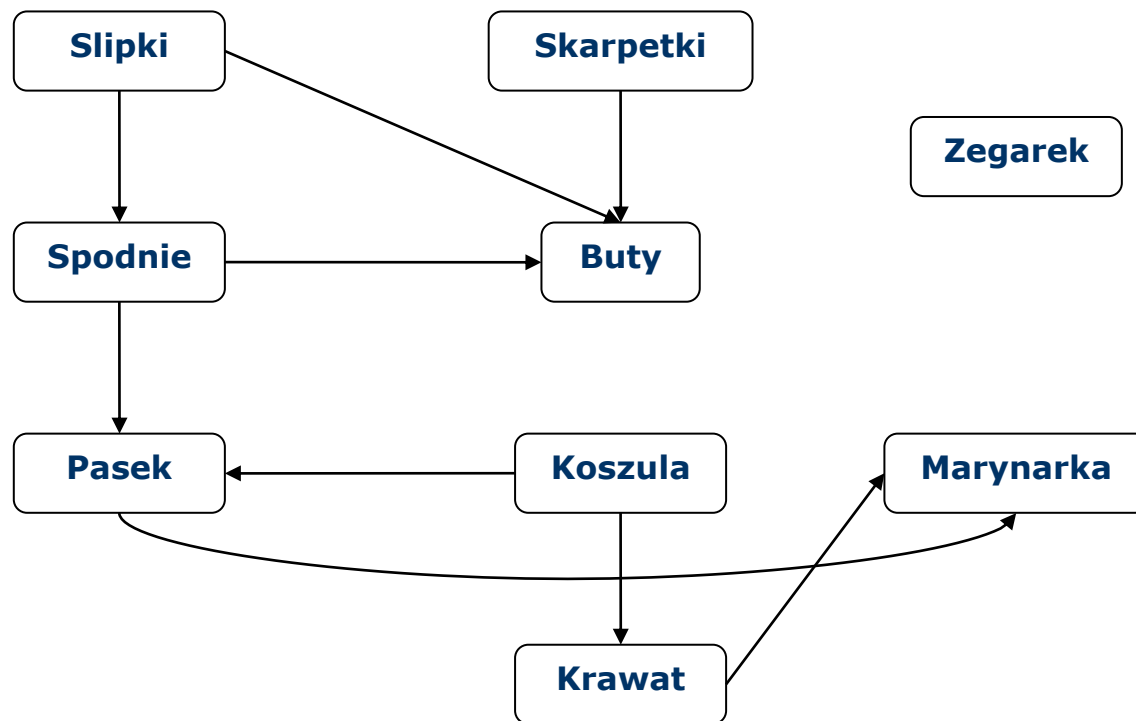 Slipki
Skarpetki
Zegarek
Spodnie
Buty
Pasek
Koszula
Marynarka
Krawat